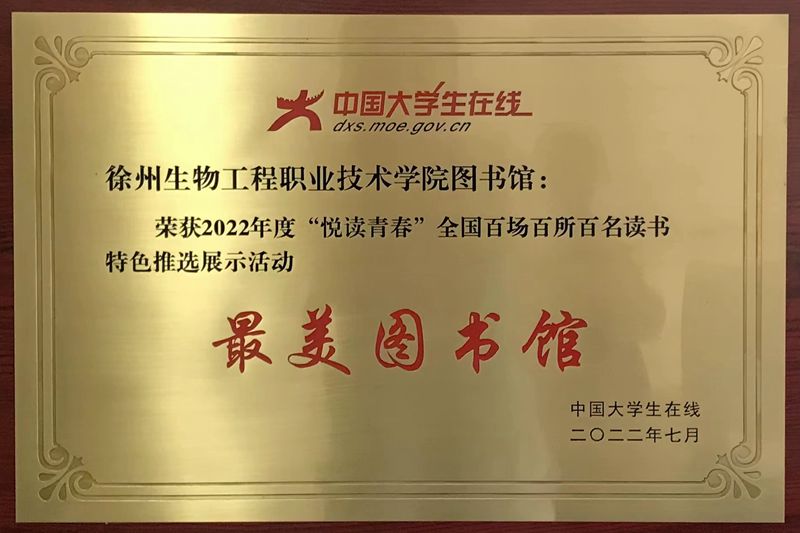 中国大学生在线
dxs.moe.gov.cn
徐州生物工程职业技术学院图书馆：
荣获2022年度“悦读青春”全国百场百所百名读书
特色推选展示活动
最美图书馆
中国大学生在线
二〇二二年七月